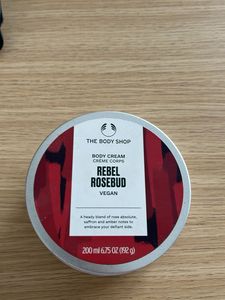 THE BODY SHOP
BODY CREAM
CRÈME CORPS
REBEL
ROSEBUD
VEGAN
A heady blend of rose absolute,
saffron and amber notes to
embrace your defiant side.
200 ml 6.75 OZ (192 g)